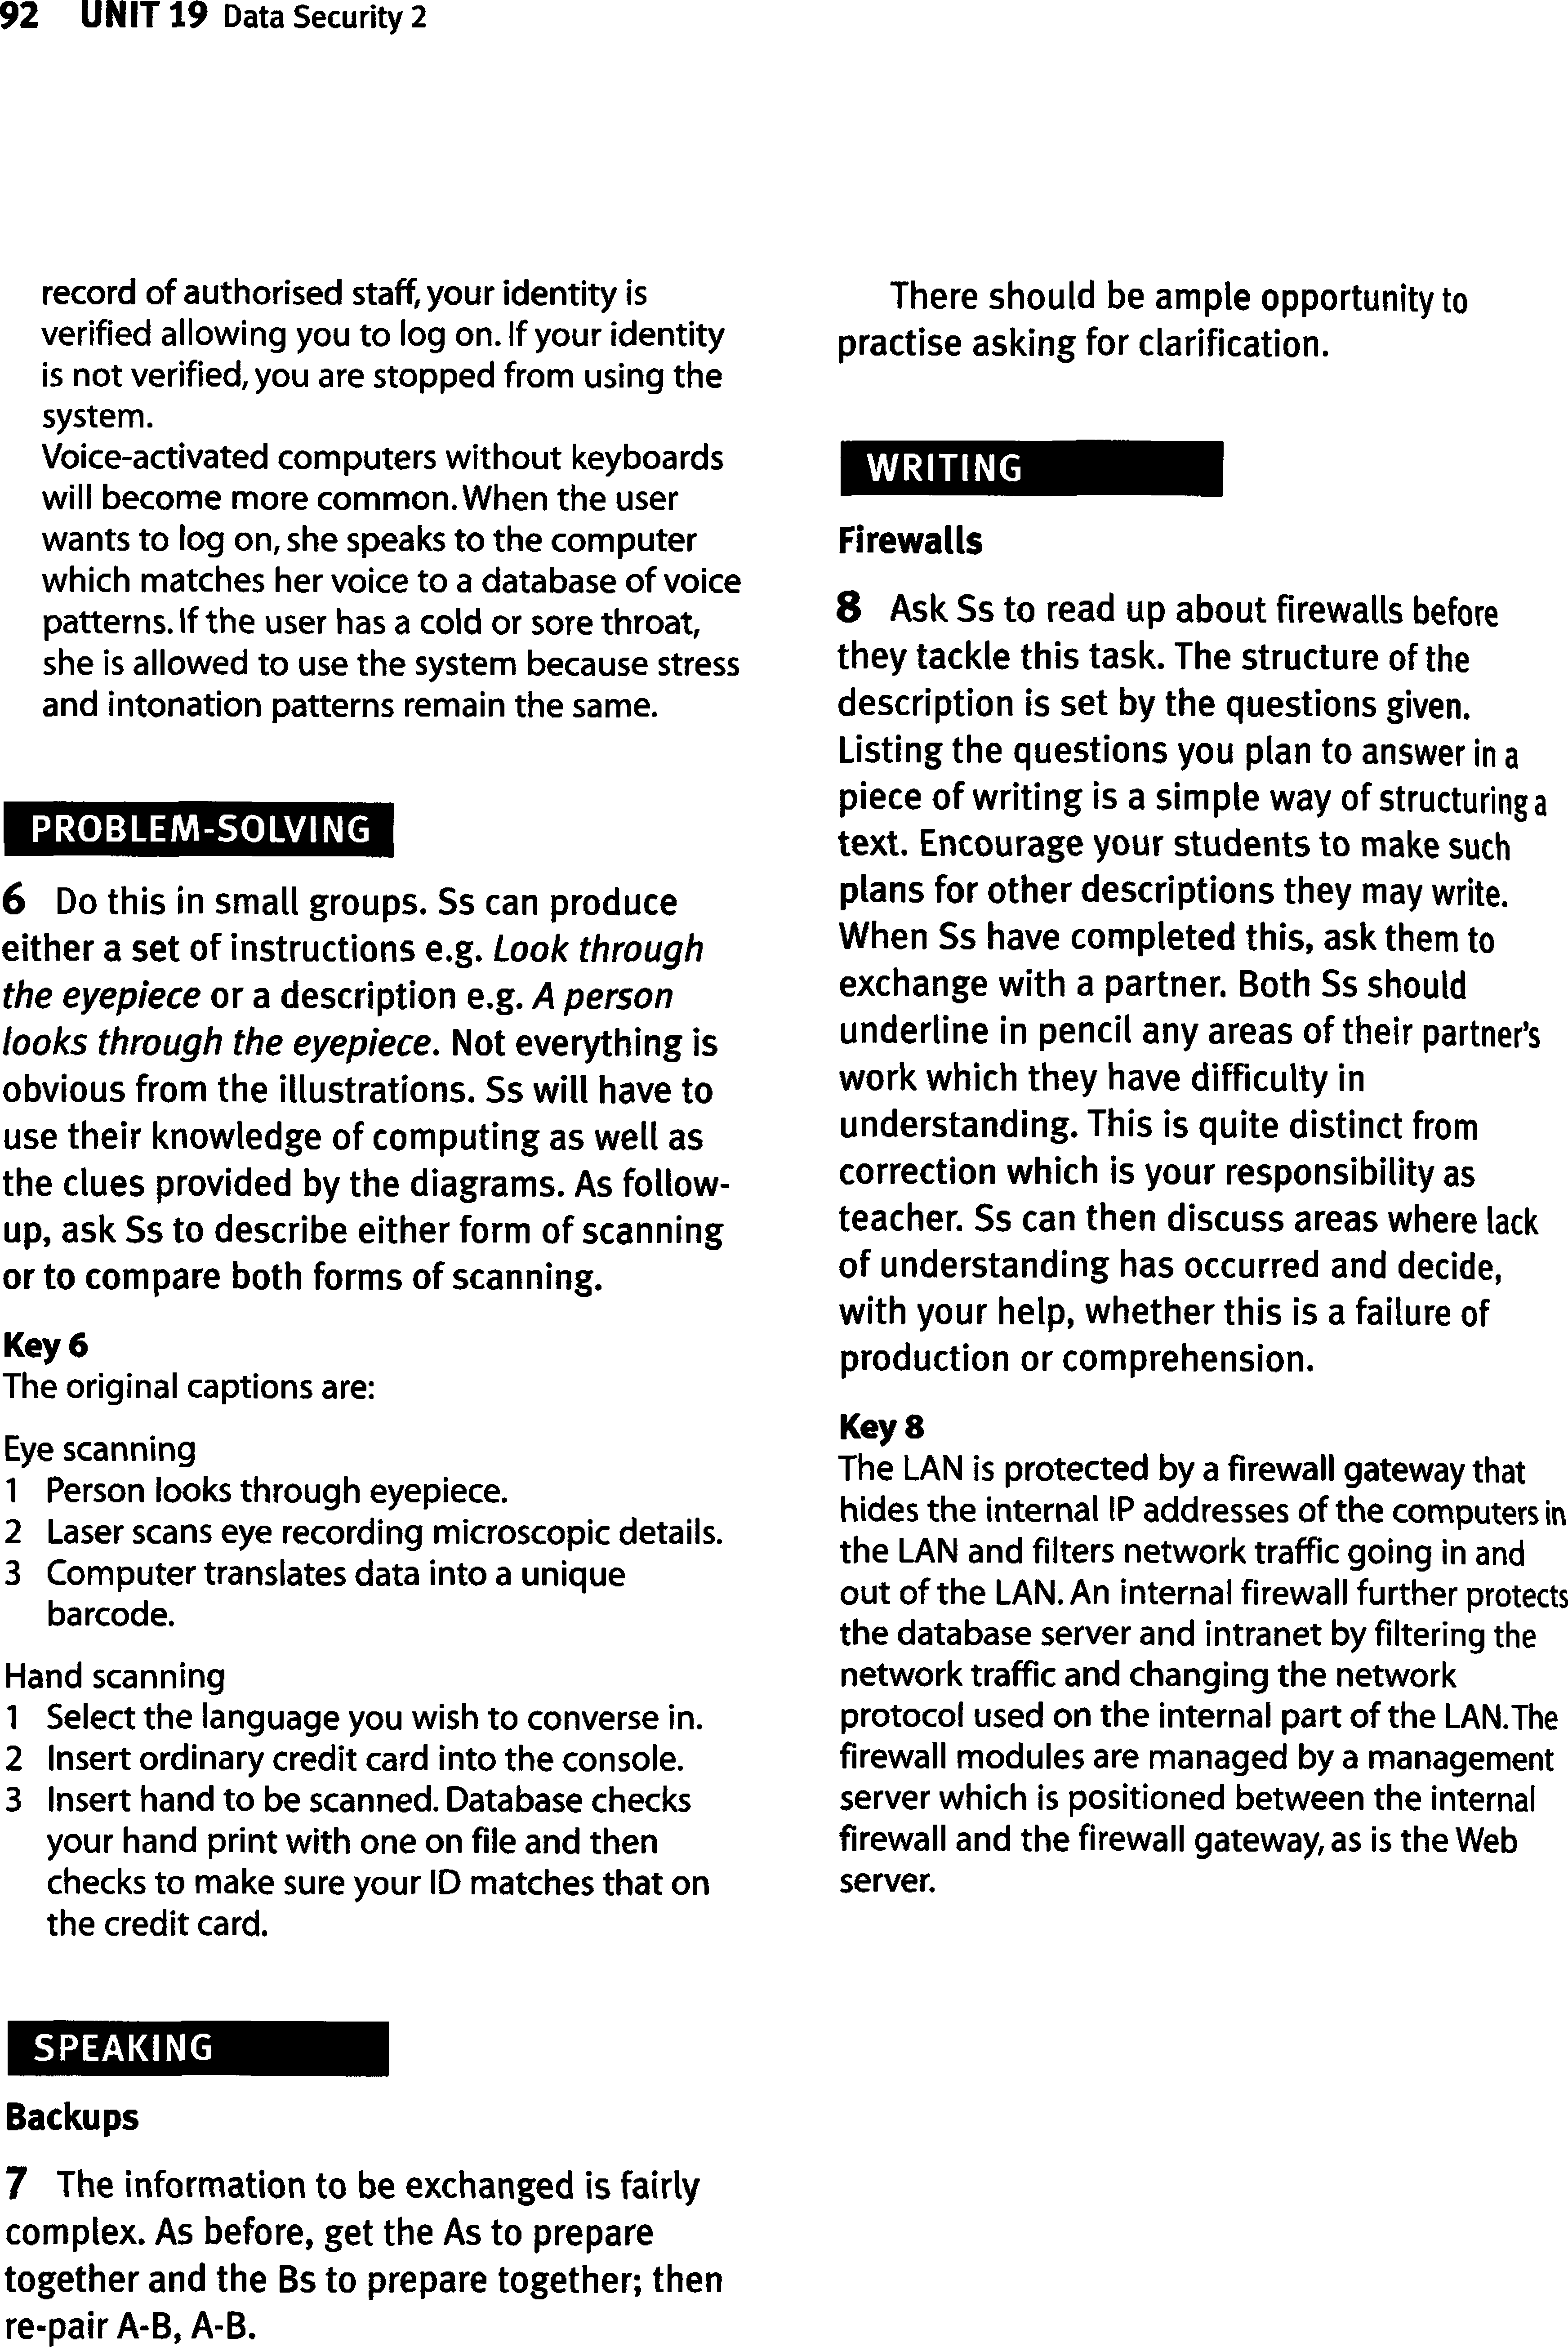 92 UNIT 19 Data Security 2
record of authorised staff, your identity is
verified allowing you to log on. If your identity
is not verified, you are stopped from using the
system.
Voice-activated computers without keyboards
will become more common. When the user
wants to log on, she speaks to the computer
which matches her voice to a database of voice
patterns. If the user has a cold or sore throat,
she is allowed to use the system because stress
and intonation patterns remain the same.
PROBLEM-SOLVING
6 Do this in small groups. Ss can produce
either a set of instructions e.g. Look through
the eyepiece or a description e.g. A person
looks through the eyepiece. Not everything is
obvious from the illustrations. Ss will have to
use their knowledge of computing as well as
the clues provided by the diagrams. As follow-
up, ask Ss to describe either form of scanning
or to compare both forms of scanning.
Key 6
The original captions are:
Eye scanning
1 Person looks through eyepiece.
2 Laser scans eye recording microscopic details.
3 Computer translates data into a unique
barcode.
Hand scanning
1 Select the language you wish to converse in.
2 Insert ordinary credit card into the console.
3 Insert hand to be scanned. Database checks
your hand print with one on file and then
checks to make sure your ID matches that on
the credit card.
SPEAKING
Backups
7 The information to be exchanged is fairly
complex. As before, get the As to prepare
together and the Bs to prepare together; then
re-pair A-B, A-B.
There should be ample opportunity to
practise asking for clarification.
WRITING
Firewalls
8 Ask Ss to read up about firewalls before
they tackle this task. The structure of the
description is set by the questions given.
Listing the questions you plan to answer in a
piece of writing is a simple way of structuring a
text. Encourage your students to make such
plans for other descriptions they may write.
When Ss have completed this, ask them to
exchange with a partner. Both Ss should
underline in pencil any areas of their partner's
work which they have difficulty in
understanding. This is quite distinct from
correction which is your responsibility as
teacher. Ss can then discuss areas where lack
of understanding has occurred and decide,
with your help, whether this is a failure of
production or comprehension.
Key 8
The LAN is protected by a firewall gateway that
hides the internal IP addresses of the computers in
the LAN and filters network traffic going in and
out of the LAN. An internal firewall further protects
the database server and intranet by filtering the
network traffic and changing the network
protocol used on the internal part of the LAN. The
firewall modules are managed by a management
server which is positioned between the internal
firewall and the firewall gateway, as is the Web
server.